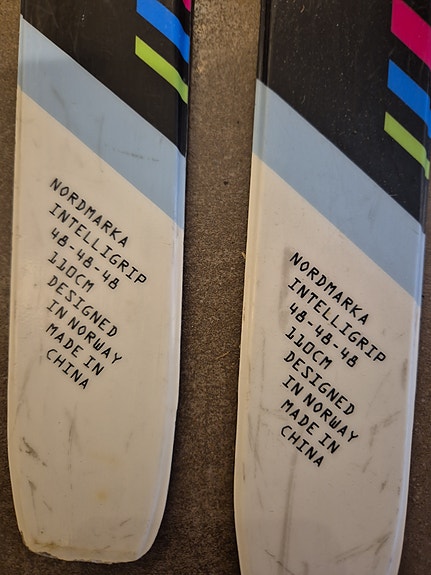 NORDMARKA
INTELLIGRIP
48-48-48
110CM
DESIGNED
IN NORWAY
MADE IN
CHINA
NORDMARKA
INTELLIGRIP
48-48-48
110CM
DESIGNED
IN NORWAY
MADE IN
CHINA